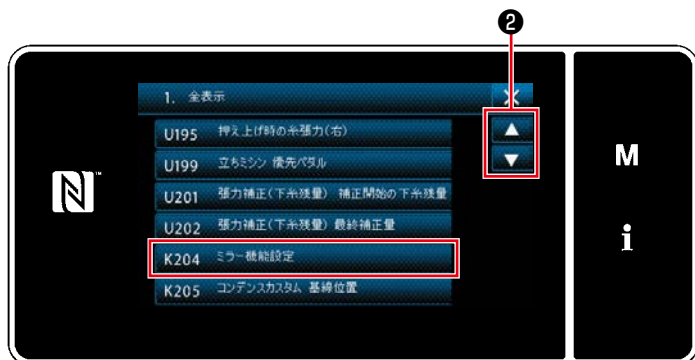 ❷
1. 全表示
X
U195 押え上げ時の糸張力(右)
▲
U199 立ちミシン 優先ペダル
▼
M
U201 張力補正(下糸残量) 補正開始の下糸残量
U202 張力補正(下糸残量) 最終補正量
K204 ミラー機能設定
i
K205 コンデンスカスタム 基線位置